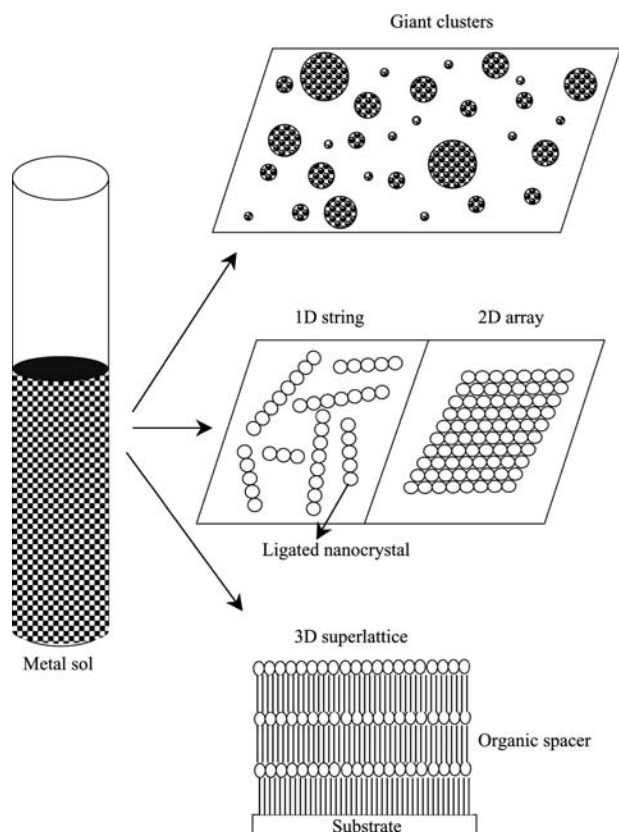 Giant clusters
1D string
2D array
Ligated nanocrystal
Metal sol
3D superlattice
Organic spacer
Substrate